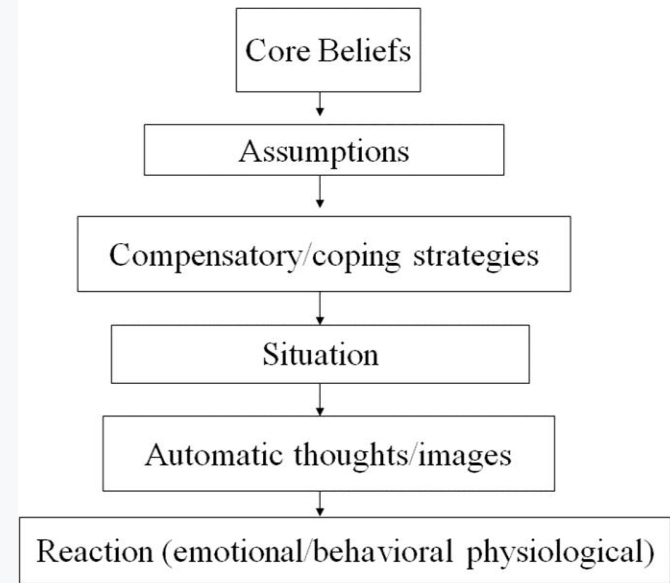 Core Beliefs
Assumptions
Compensatory/coping strategies
Situation
Automatic thoughts/images
Reaction (emotional/behavioral physiological)